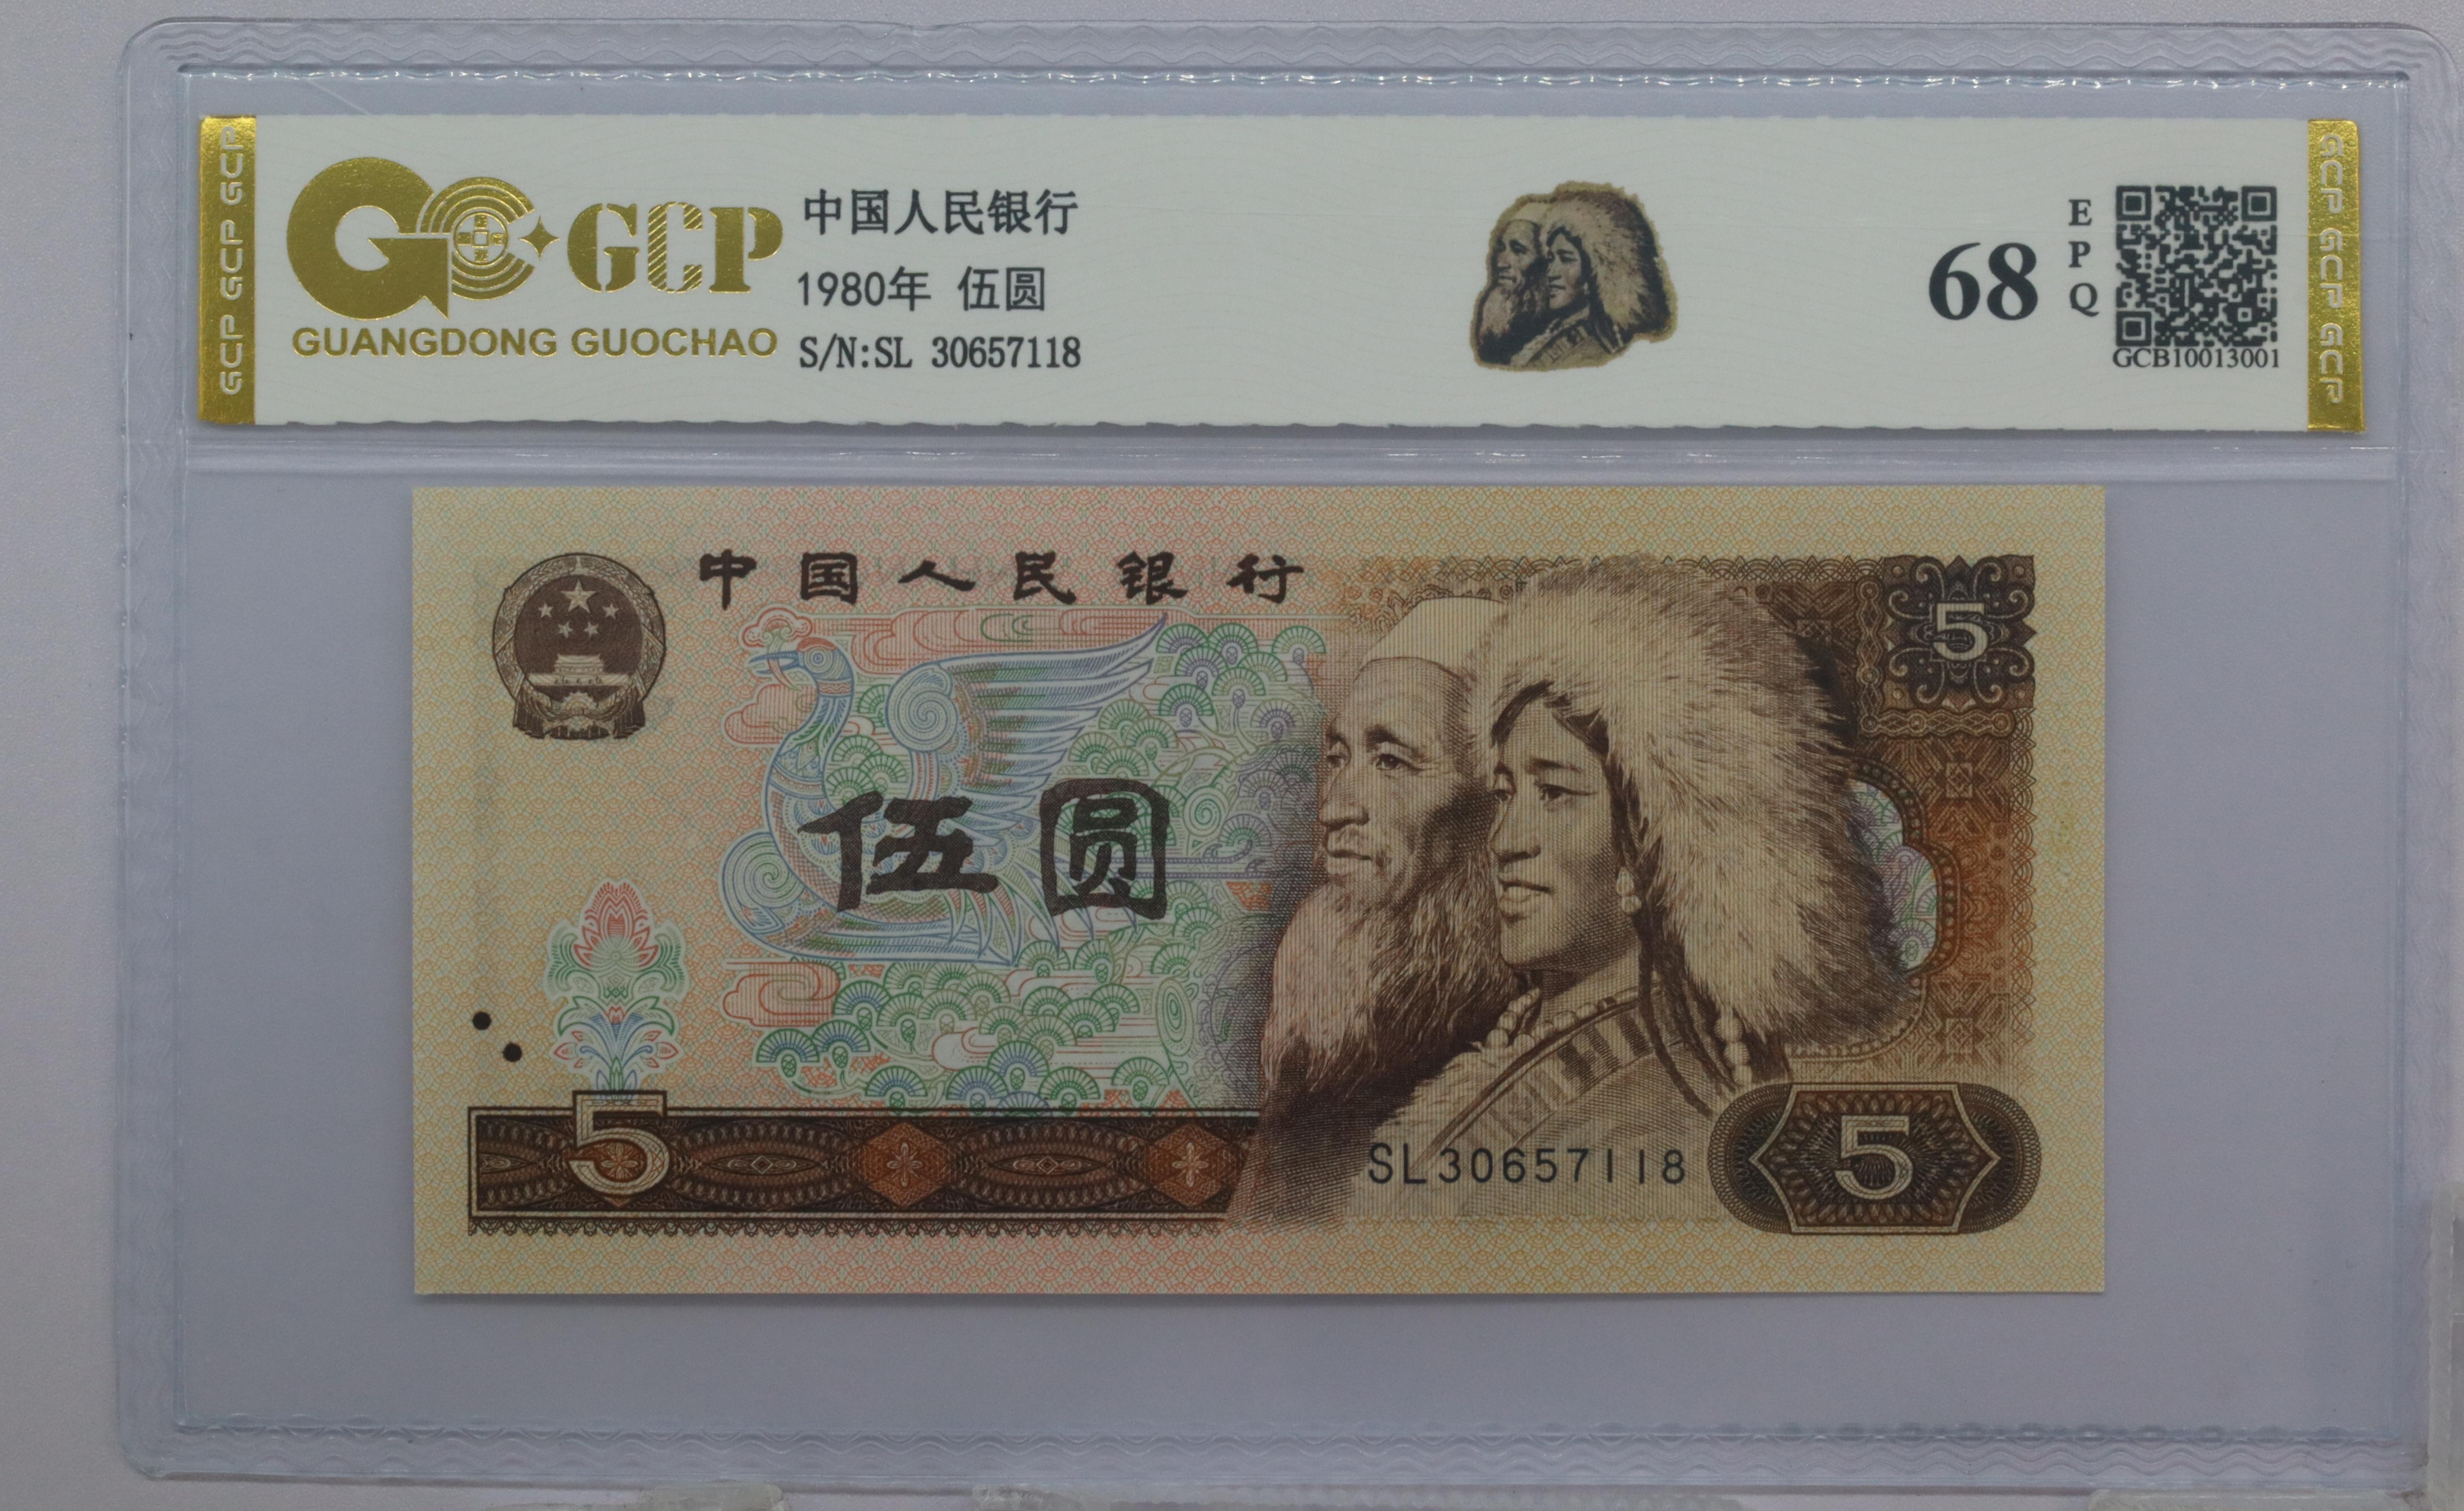 GCP GCP GCP
GCP
GUANGDONG GUOCHAO
中国人民银行
1980年 伍圆
S/N:SL 30657118
68
EPQ
GCB10013001
GCP GCP GCP
中国人民银行
5
伍圆
5
SL30657118
5